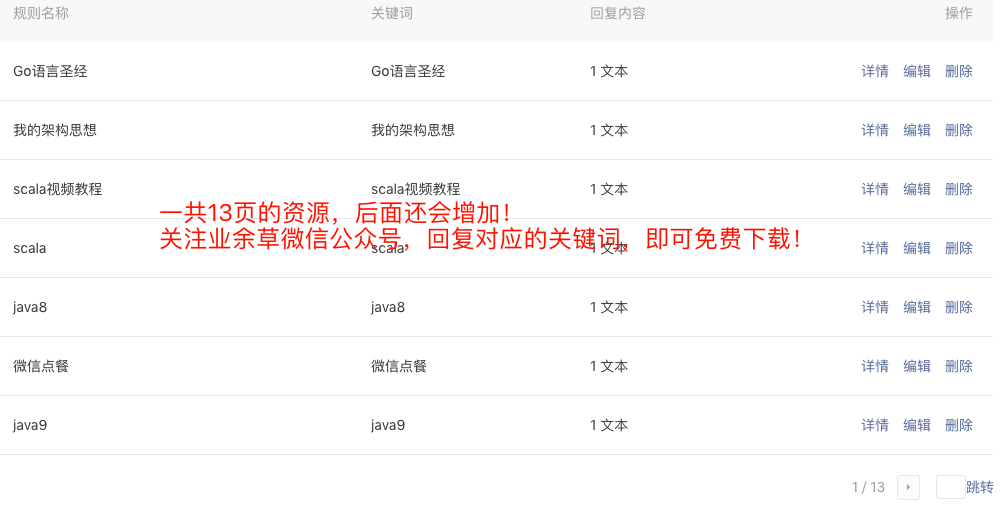 规则名称 关键词 回复内容 操作
Go语言圣经 Go语言圣经 1 文本 详情 编辑 删除
我的架构思想 我的架构思想 1 文本 详情 编辑 删除
scala视频教程 scala视频教程 1 文本 详情 编辑 删除
一共13页的资源，后面还会增加！
关注业余草微信公众号，回复对应的关键词，即可免费下载！
scala scala 1 文本 详情 编辑 删除
java8 java8 1 文本 详情 编辑 删除
微信点餐 微信点餐 1 文本 详情 编辑 删除
java9 java9 1 文本 详情 编辑 删除
1 / 13 跳转